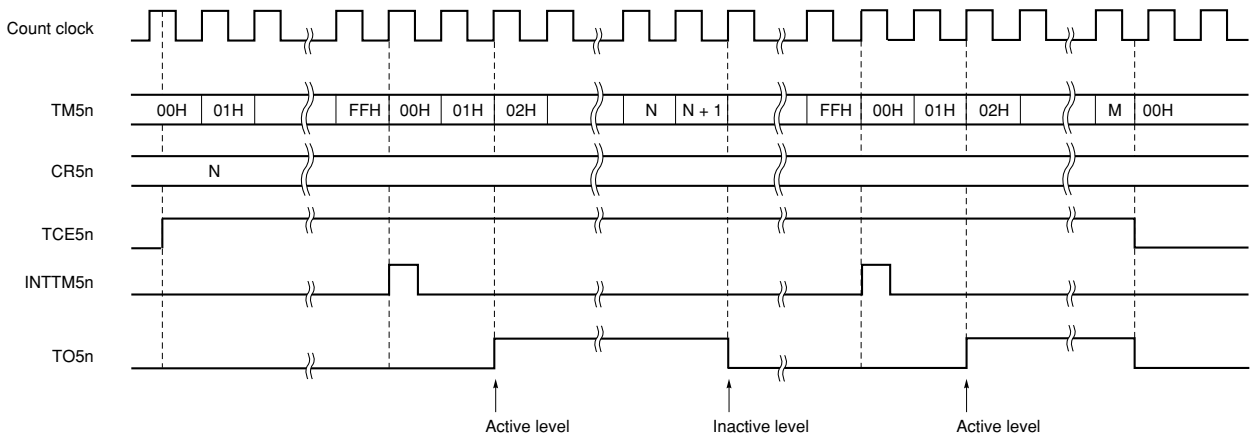 Count clock
TM5n 00H 01H FFH 00H 01H 02H N N + 1 FFH 00H 01H 02H M 00H
CR5n N
TCE5n
INTTM5n
TO5n
Active level Inactive level Active level